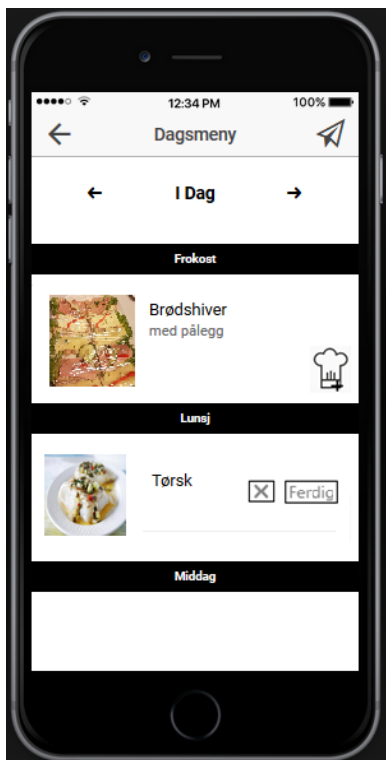 12:34 PM
100%
Dagsmeny
I Dag
Frokost
Brødshiver
med pålegg
Lunsj
Tørsk
Ferdig
Middag